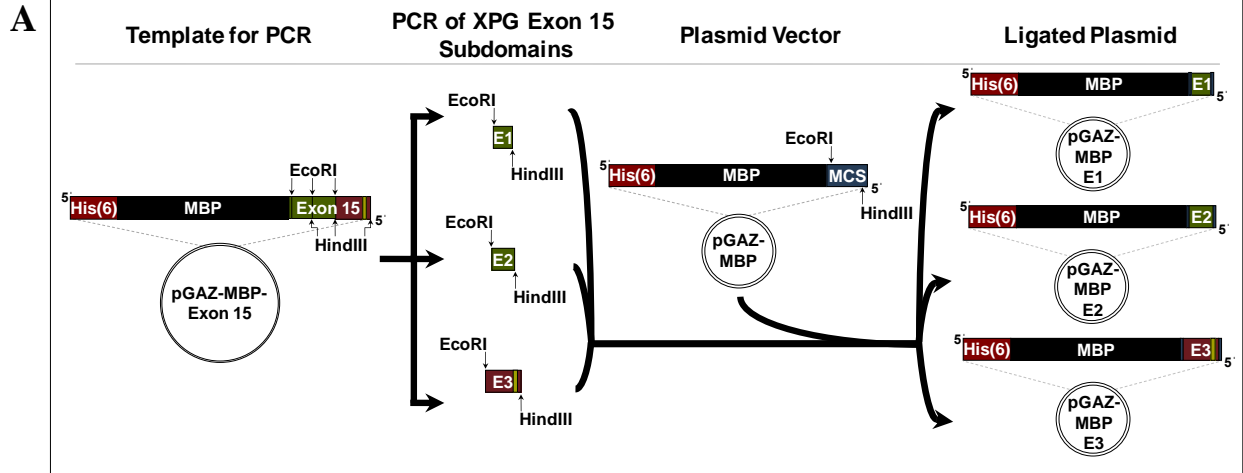 A
Template for PCR
PCR of XPG Exon 15
Subdomains
Plasmid Vector
Ligated Plasmid
5'
His(6)
MBP
EcoRI
Exon 15
HindIII
5'
pGAZ-MBP-
Exon 15
EcoRI
E1
HindIII
EcoRI
E2
HindIII
EcoRI
E3
HindIII
5'
His(6)
MBP
EcoRI
MCS
5'
HindIII
pGAZ-
MBP
5'
His(6)
MBP
E1
5'
pGAZ-
MBP
E1
5'
His(6)
MBP
E2
5'
pGAZ-
MBP
E2
5'
His(6)
MBP
E3
5'
pGAZ-
MBP
E3